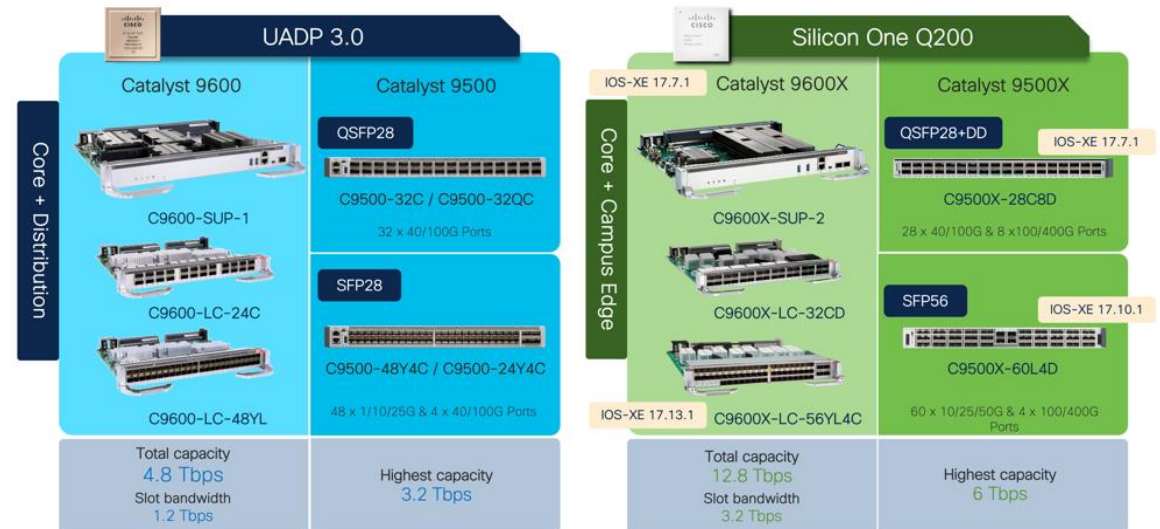 CISCO
UADP 3.0
Core + Distribution
Catalyst 9600
C9600-SUP-1
C9600-LC-24C
C9600-LC-48YL
Total capacity
4.8 Tbps
Slot bandwidth
1.2 Tbps
Catalyst 9500
QSFP28
C9500-32C / C9500-32QC
32 x 40/100G Ports
SFP28
C9500-48Y4C / C9500-24Y4C
48 x 1/10/25G & 4 x 40/100G Ports
Highest capacity
3.2 Tbps
CISCO
Silicon One Q200
Core + Campus Edge
IOS-XE 17.7.1
Catalyst 9600X
C9600X-SUP-2
C9600X-LC-32CD
IOS-XE 17.13.1
C9600X-LC-56YL4C
Total capacity
12.8 Tbps
Slot bandwidth
3.2 Tbps
Catalyst 9500X
QSFP28+DD
IOS-XE 17.7.1
C9500X-28C8D
28 x 40/100G & 8 x100/400G Ports
SFP56
IOS-XE 17.10.1
C9500X-60L4D
60 x 10/25/50G & 4 x 100/400G
Ports
Highest capacity
6 Tbps